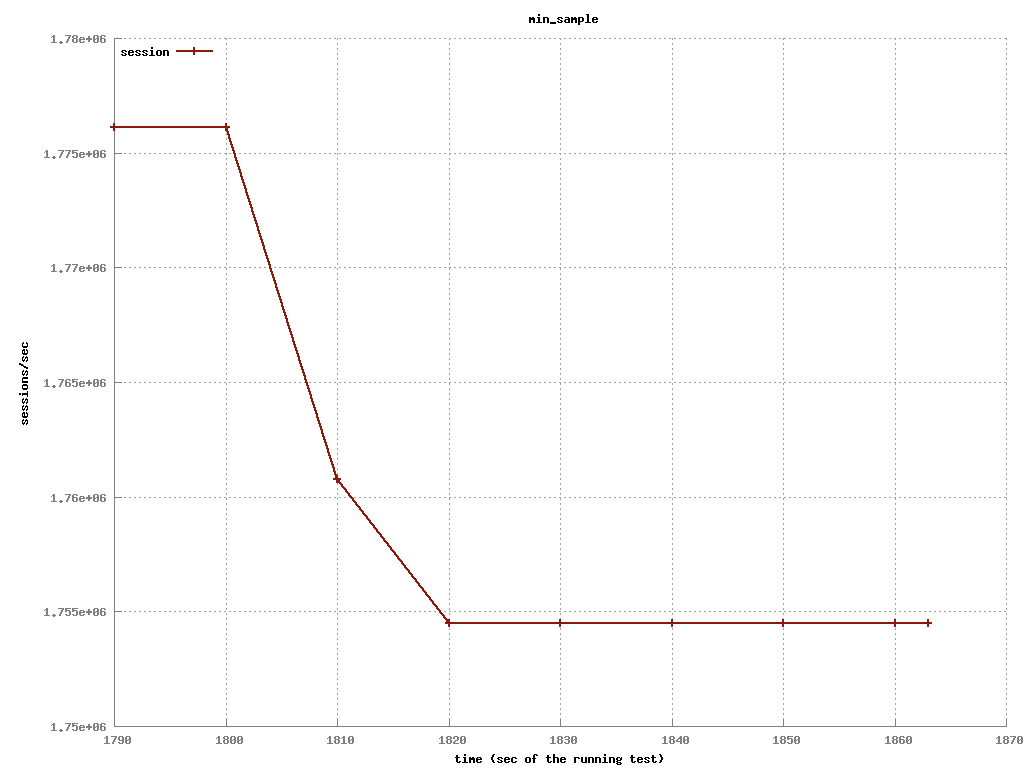 min_sample
session
1.78e+06
1.775e+06
1.77e+06
1.765e+06
1.76e+06
1.755e+06
1.75e+06
sessions/sec
1790 1800 1810 1820 1830 1840 1850 1860 1870
time (sec of the running test)